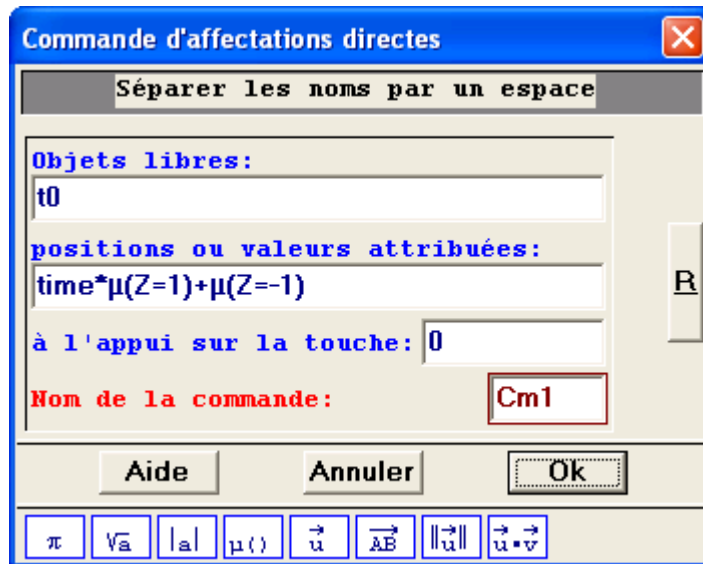 Commande d'affectations directes
Séparer les noms par un espace
Objets libres:
t0
positions ou valeurs attribuées:
time*μ(Z=1)+μ(Z=-1)
R
à l'appui sur la touche: 0
Nom de la commande: Cm1
Aide Annuler Ok
π √a |a| μ() u⃗ A͞B⃗ ||u⃗|| u⃗•v⃗